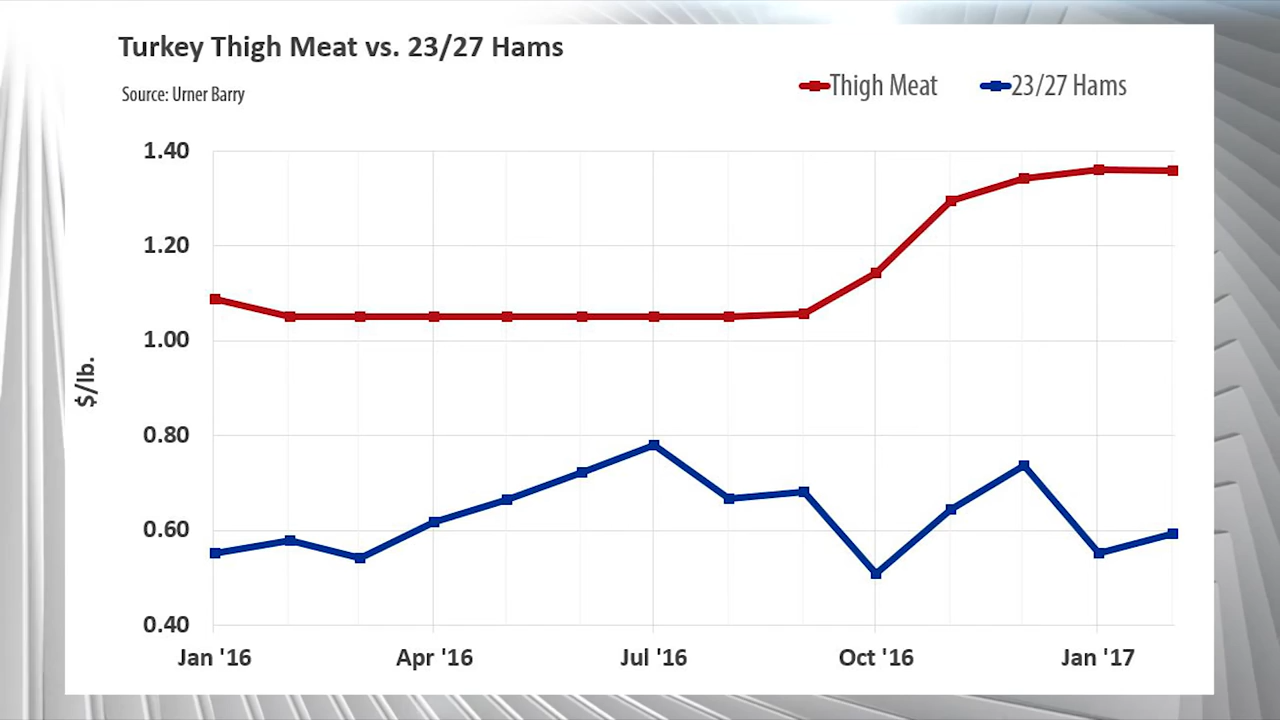 Turkey Thigh Meat vs. 23/27 Hams
Source: Urner Barry
Thigh Meat
23/27 Hams
1.40
1.20
1.00
0.80
0.60
0.40
$/lb.
Jan '16
Apr '16
Jul '16
Oct '16
Jan '17